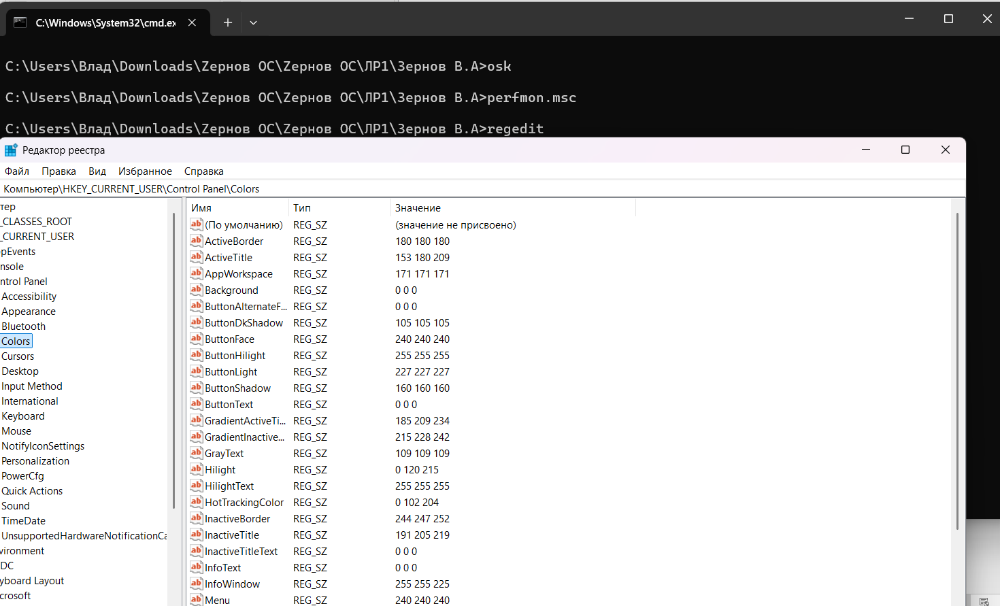 C:\Windows\System32\cmd.ex
C:\Users\Влад\Downloads\Zернов ОС\Zернов ОС\ЛР1\Зернов В.А>osk
C:\Users\Влад\Downloads\Zернов ОС\Zернов ОС\ЛР1\Зернов В.А>perfmon.msc
C:\Users\Влад\Downloads\Zернов ОС\Zернов ОС\ЛР1\Зернов В.А>regedit
Редактор реестра
Файл Правка Вид Избранное Справка
Компьютер\HKEY_CURRENT_USER\Control Panel\Colors
тер
_CLASSES_ROOT
_CURRENT_USER
pEvents
nsole
ntrol Panel
Accessibility
Appearance
Bluetooth
Colors
Cursors
Desktop
Input Method
International
Keyboard
Mouse
NotifyIconSettings
Personalization
PowerCfg
Quick Actions
Sound
TimeDate
UnsupportedHardwareNotificationCa
vironment
DC
yboard Layout
crosoft
Имя Тип Значение
(По умолчанию) REG_SZ (значение не присвоено)
ActiveBorder REG_SZ 180 180 180
ActiveTitle REG_SZ 153 180 209
AppWorkspace REG_SZ 171 171 171
Background REG_SZ 0 0 0
ButtonAlternateF... REG_SZ 0 0 0
ButtonDkShadow REG_SZ 105 105 105
ButtonFace REG_SZ 240 240 240
ButtonHilight REG_SZ 255 255 255
ButtonLight REG_SZ 227 227 227
ButtonShadow REG_SZ 160 160 160
ButtonText REG_SZ 0 0 0
GradientActiveTi... REG_SZ 185 209 234
GradientInactive... REG_SZ 215 228 242
GrayText REG_SZ 109 109 109
Hilight REG_SZ 0 120 215
HilightText REG_SZ 255 255 255
HotTrackingColor REG_SZ 0 102 204
InactiveBorder REG_SZ 244 247 252
InactiveTitle REG_SZ 191 205 219
InactiveTitleText REG_SZ 0 0 0
InfoText REG_SZ 0 0 0
InfoWindow REG_SZ 255 255 225
Menu REG_SZ 240 240 240